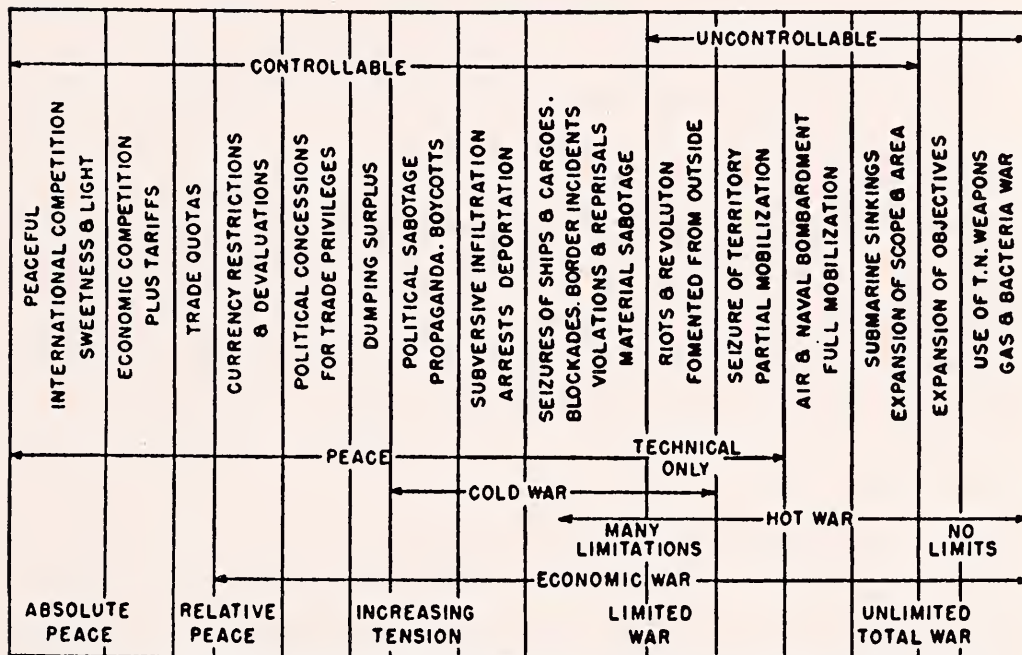 UNCONTROLLABLE
CONTROLLABLE
PEACEFUL
INTERNATIONAL COMPETITION
SWEETNESS & LIGHT
ECONOMIC COMPETITION
PLUS TARIFFS
TRADE QUOTAS
CURRENCY RESTRICTIONS
& DEVALUATIONS
POLITICAL CONCESSIONS
FOR TRADE PRIVILEGES
DUMPING SURPLUS
POLITICAL SABOTAGE
PROPAGANDA. BOYCOTTS
SUBVERSIVE INFILTRATION
ARRESTS DEPORTATION
SEIZURES OF SHIPS & CARGOES.
BLOCKADES. BORDER INCIDENTS
VIOLATIONS & REPRISALS
MATERIAL SABOTAGE
RIOTS & REVOLUTON
FOMENTED FROM OUTSIDE
SEIZURE OF TERRITORY
PARTIAL MOBILIZATION
AIR & NAVAL BOMBARDMENT
FULL MOBILIZATION
SUBMARINE SINKINGS
EXPANSION OF SCOPE & AREA
EXPANSION OF OBJECTIVES
USE OF T.N. WEAPONS
GAS & BACTERIA WAR
PEACE
TECHNICAL
ONLY
COLD WAR
HOT WAR
MANY
LIMITATIONS
NO
LIMITS
ECONOMIC WAR
ABSOLUTE
PEACE
RELATIVE
PEACE
INCREASING
TENSION
LIMITED
WAR
UNLIMITED
TOTAL WAR